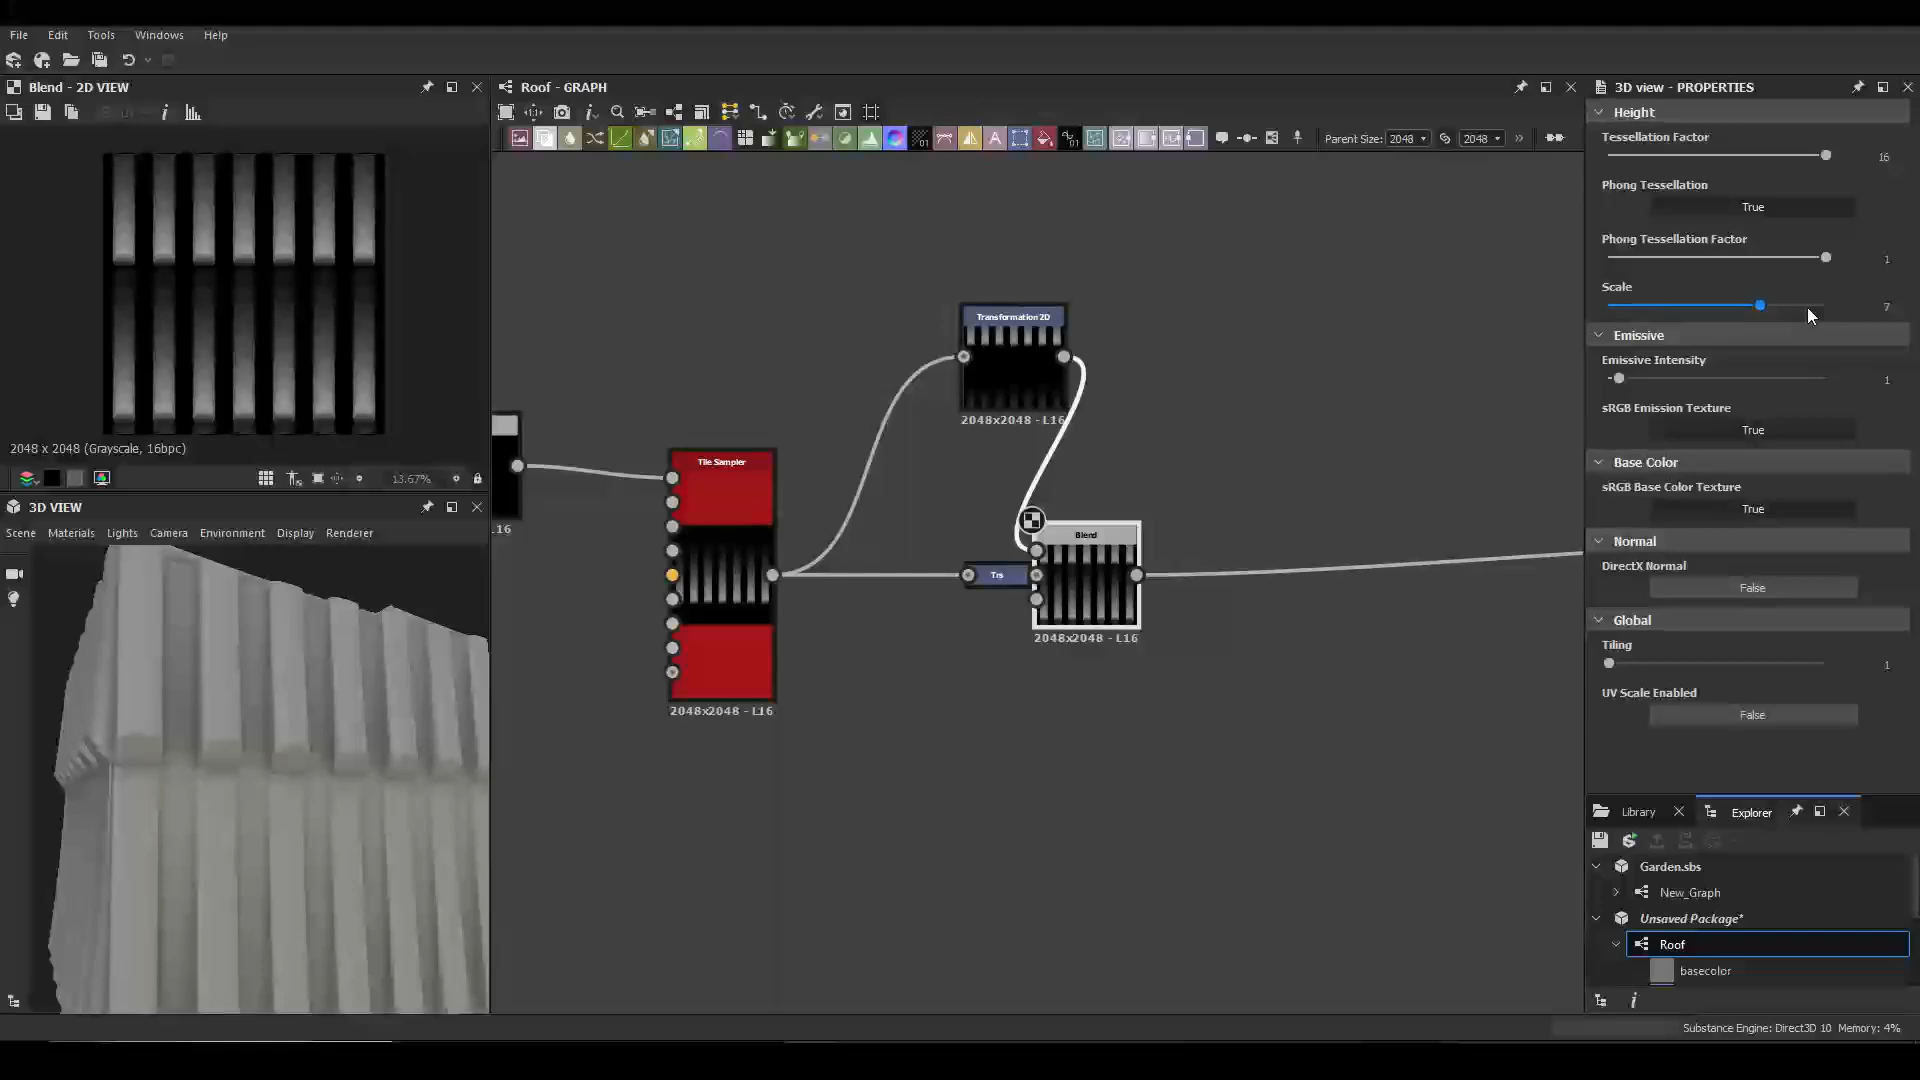 File Edit Tools Windows Help
Blend - 2D VIEW
2048 x 2048 (Grayscale, 16bpc)
13.67%
3D VIEW
Scene Materials Lights Camera Environment Display Renderer
Roof - GRAPH
Parent Size: 2048 2048
Transformation 2D
2048x2048 - L16
Tile Sampler
2048x2048 - L16
Trs
Blend
2048x2048 - L16
3D view - PROPERTIES
Height
Tessellation Factor
16
Phong Tessellation
True
Phong Tessellation Factor
1
Scale
7
Emissive
Emissive Intensity
1
sRGB Emission Texture
True
Base Color
sRGB Base Color Texture
True
Normal
DirectX Normal
False
Global
Tiling
1
UV Scale Enabled
False
Library Explorer
Garden.sbs
New_Graph
Unsaved Package*
Roof
basecolor
Substance Engine: Direct3D 10 Memory: 4%